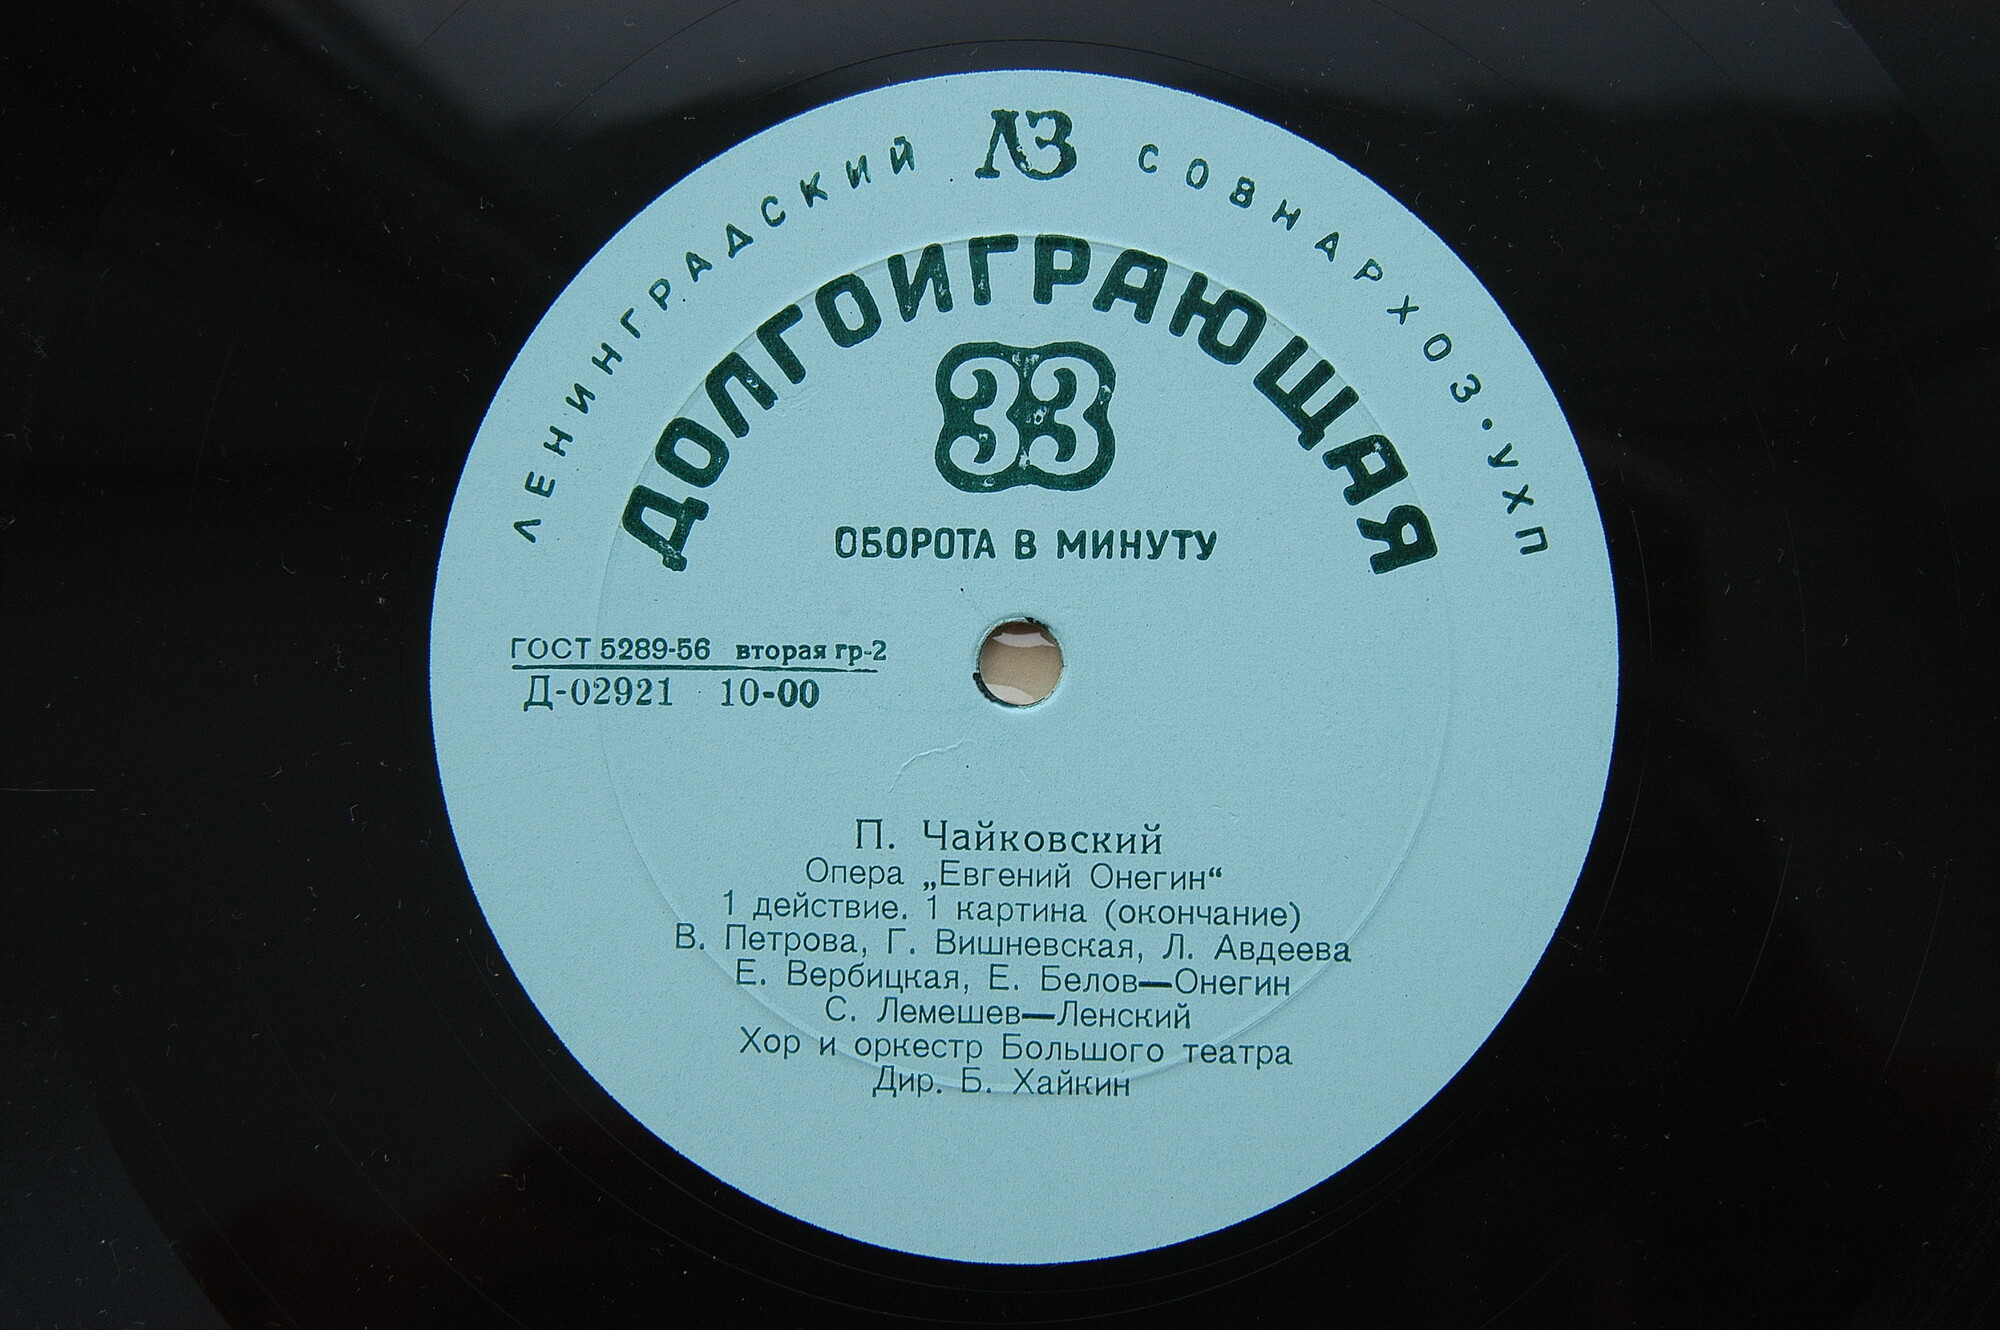 ЛЕНИНГРАДСКИЙ ЛЗ СОВНАРХОЗ·УХП
ДОЛГОИГРАЮЩАЯ
33
ОБОРОТА В МИНУТУ
ГОСТ 5289-56 вторая гр-2
Д-02921 10-00
П. Чайковский
Опера „Евгений Онегин“
1 действие. 1 картина (окончание)
В. Петрова, Г. Вишневская, Л. Авдеева
Е. Вербицкая, Е. Белов—Онегин
С. Лемешев—Ленский
Хор и оркестр Большого театра
Дир. Б. Хайкин